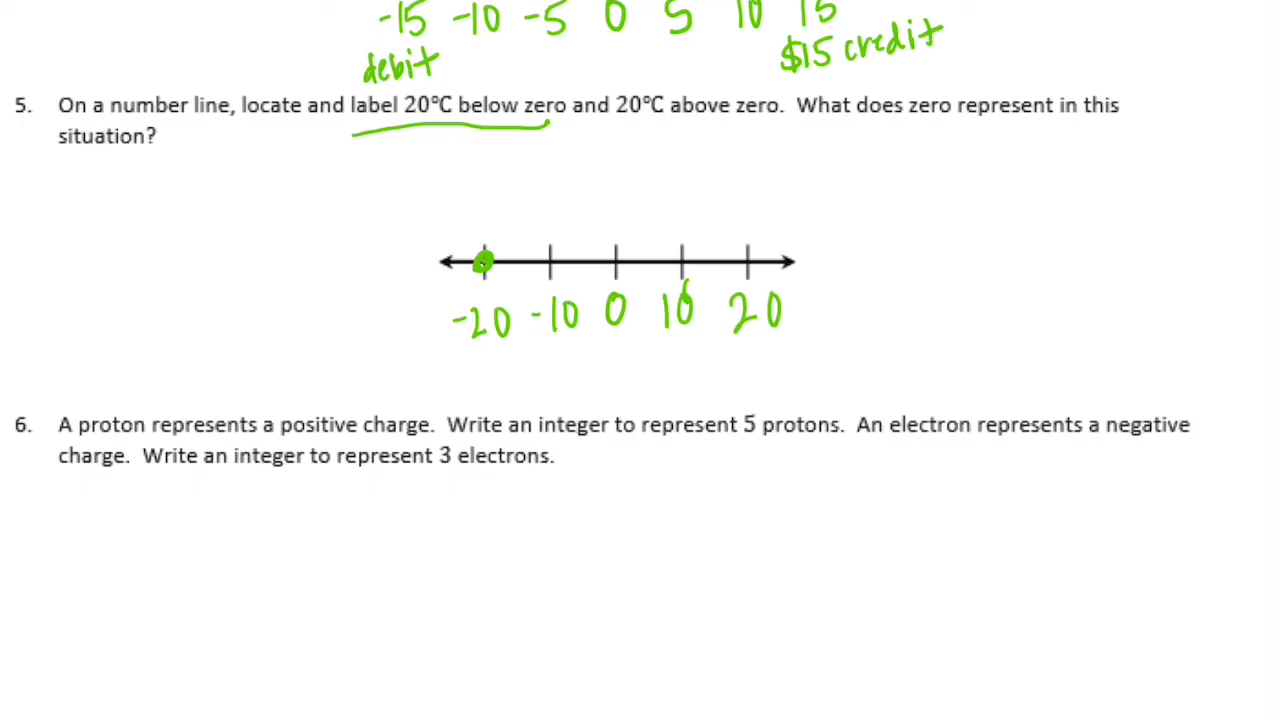 -15 -10 -5 0 5 10 15
debit $15 credit
5. On a number line, locate and label 20°C below zero and 20°C above zero. What does zero represent in this
situation?
-20 -10 0 10 20
6. A proton represents a positive charge. Write an integer to represent 5 protons. An electron represents a negative
charge. Write an integer to represent 3 electrons.